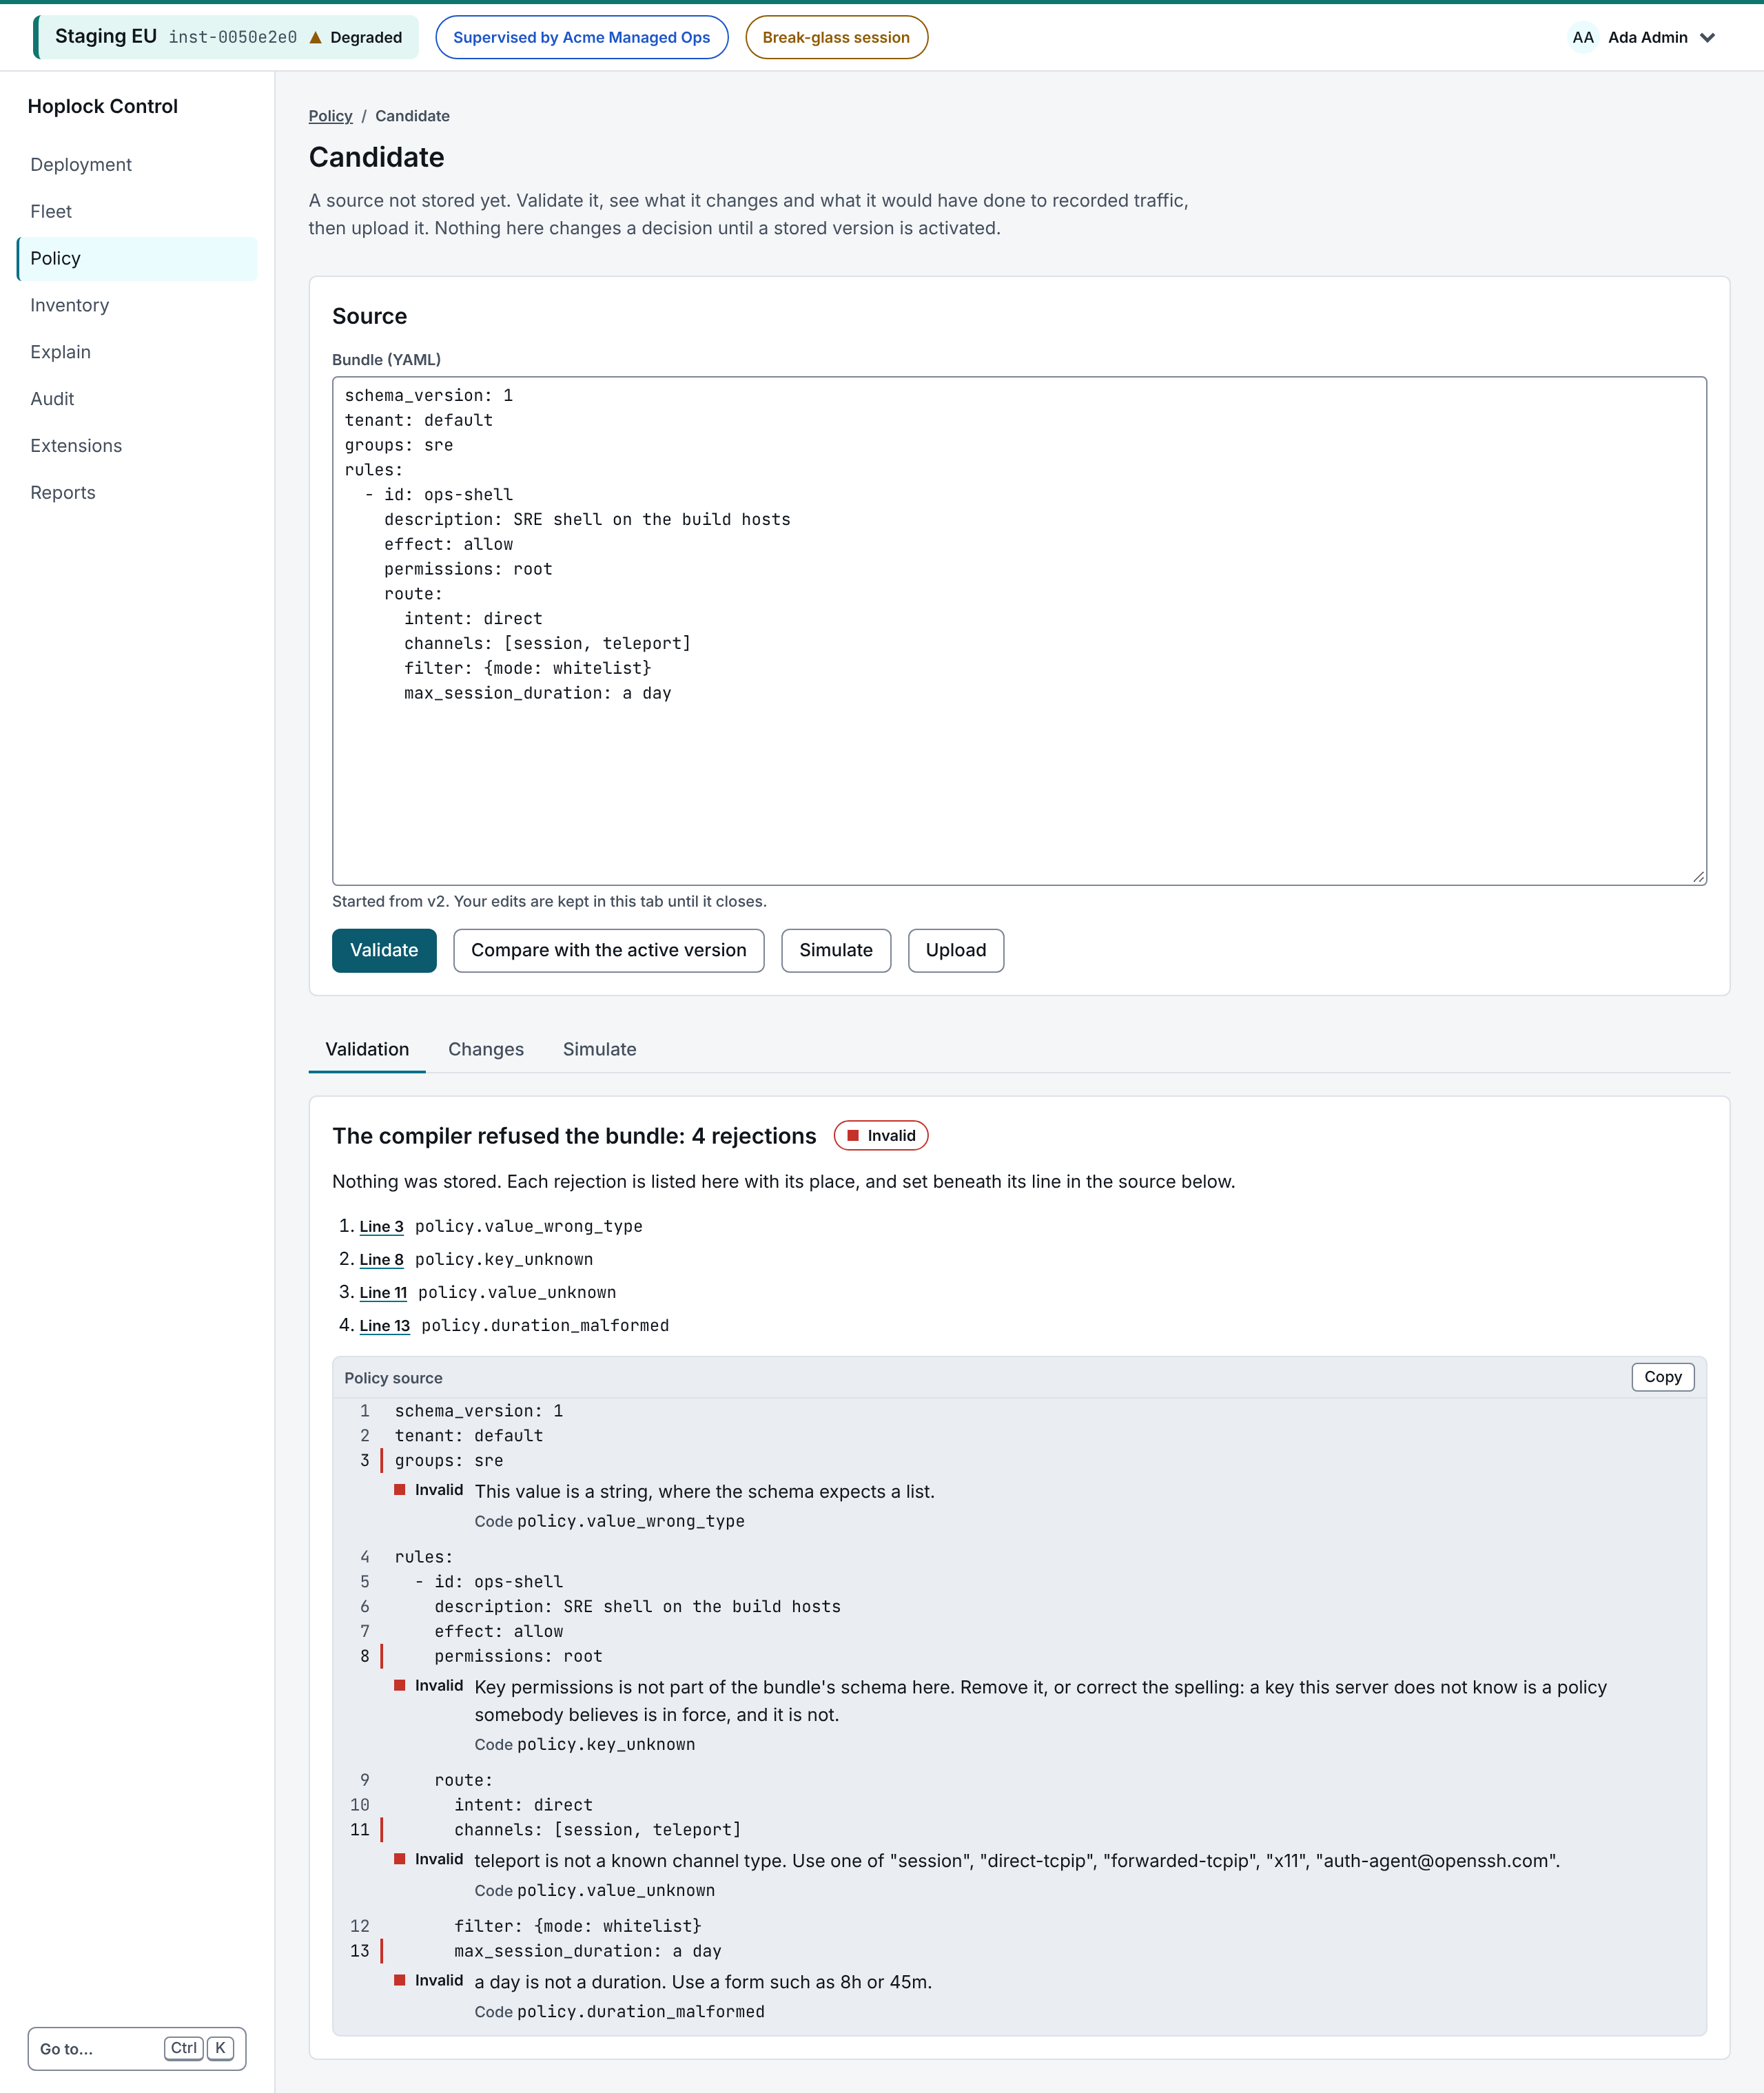 Staging EU inst-0050e2e0 Degraded Supervised by Acme Managed Ops Break-glass session AA Ada Admin
Hoplock Control
Deployment
Fleet
Policy
Inventory
Explain
Audit
Extensions
Reports
Go to... Ctrl K
Policy / Candidate
Candidate
A source not stored yet. Validate it, see what it changes and what it would have done to recorded traffic,
then upload it. Nothing here changes a decision until a stored version is activated.
Source
Bundle (YAML)
schema_version: 1
tenant: default
groups: sre
rules:
  - id: ops-shell
    description: SRE shell on the build hosts
    effect: allow
    permissions: root
    route:
      intent: direct
      channels: [session, teleport]
      filter: {mode: whitelist}
      max_session_duration: a day
Started from v2. Your edits are kept in this tab until it closes.
Validate Compare with the active version Simulate Upload
Validation Changes Simulate
The compiler refused the bundle: 4 rejections Invalid
Nothing was stored. Each rejection is listed here with its place, and set beneath its line in the source below.
1. Line 3 policy.value_wrong_type
2. Line 8 policy.key_unknown
3. Line 11 policy.value_unknown
4. Line 13 policy.duration_malformed
Policy source Copy
1 schema_version: 1
2 tenant: default
3 groups: sre
Invalid This value is a string, where the schema expects a list.
Code policy.value_wrong_type
4 rules:
5   - id: ops-shell
6     description: SRE shell on the build hosts
7     effect: allow
8     permissions: root
Invalid Key permissions is not part of the bundle's schema here. Remove it, or correct the spelling: a key this server does not know is a policy
somebody believes is in force, and it is not.
Code policy.key_unknown
9     route:
10       intent: direct
11       channels: [session, teleport]
Invalid teleport is not a known channel type. Use one of "session", "direct-tcpip", "forwarded-tcpip", "x11", "auth-agent@openssh.com".
Code policy.value_unknown
12       filter: {mode: whitelist}
13       max_session_duration: a day
Invalid a day is not a duration. Use a form such as 8h or 45m.
Code policy.duration_malformed